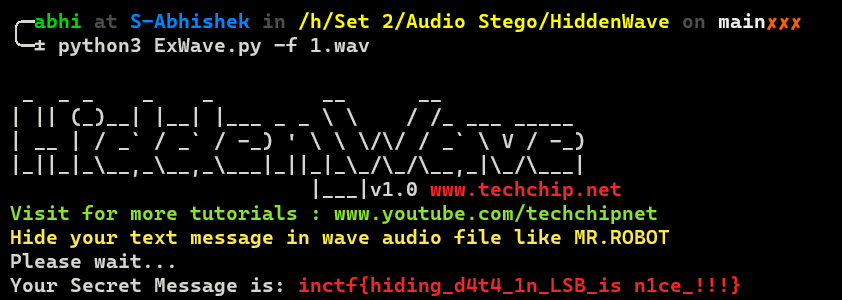 abhi at S-Abhishek in /h/Set 2/Audio Stego/HiddenWave on main✘✘✘
± python3 ExWave.py -f 1.wav
HiddenWave
v1.0 www.techchip.net
Visit for more tutorials : www.youtube.com/techchipnet
Hide your text message in wave audio file like MR.ROBOT
Please wait...
Your Secret Message is: inctf{hiding_d4t4_1n_LSB_is n1ce_!!!}